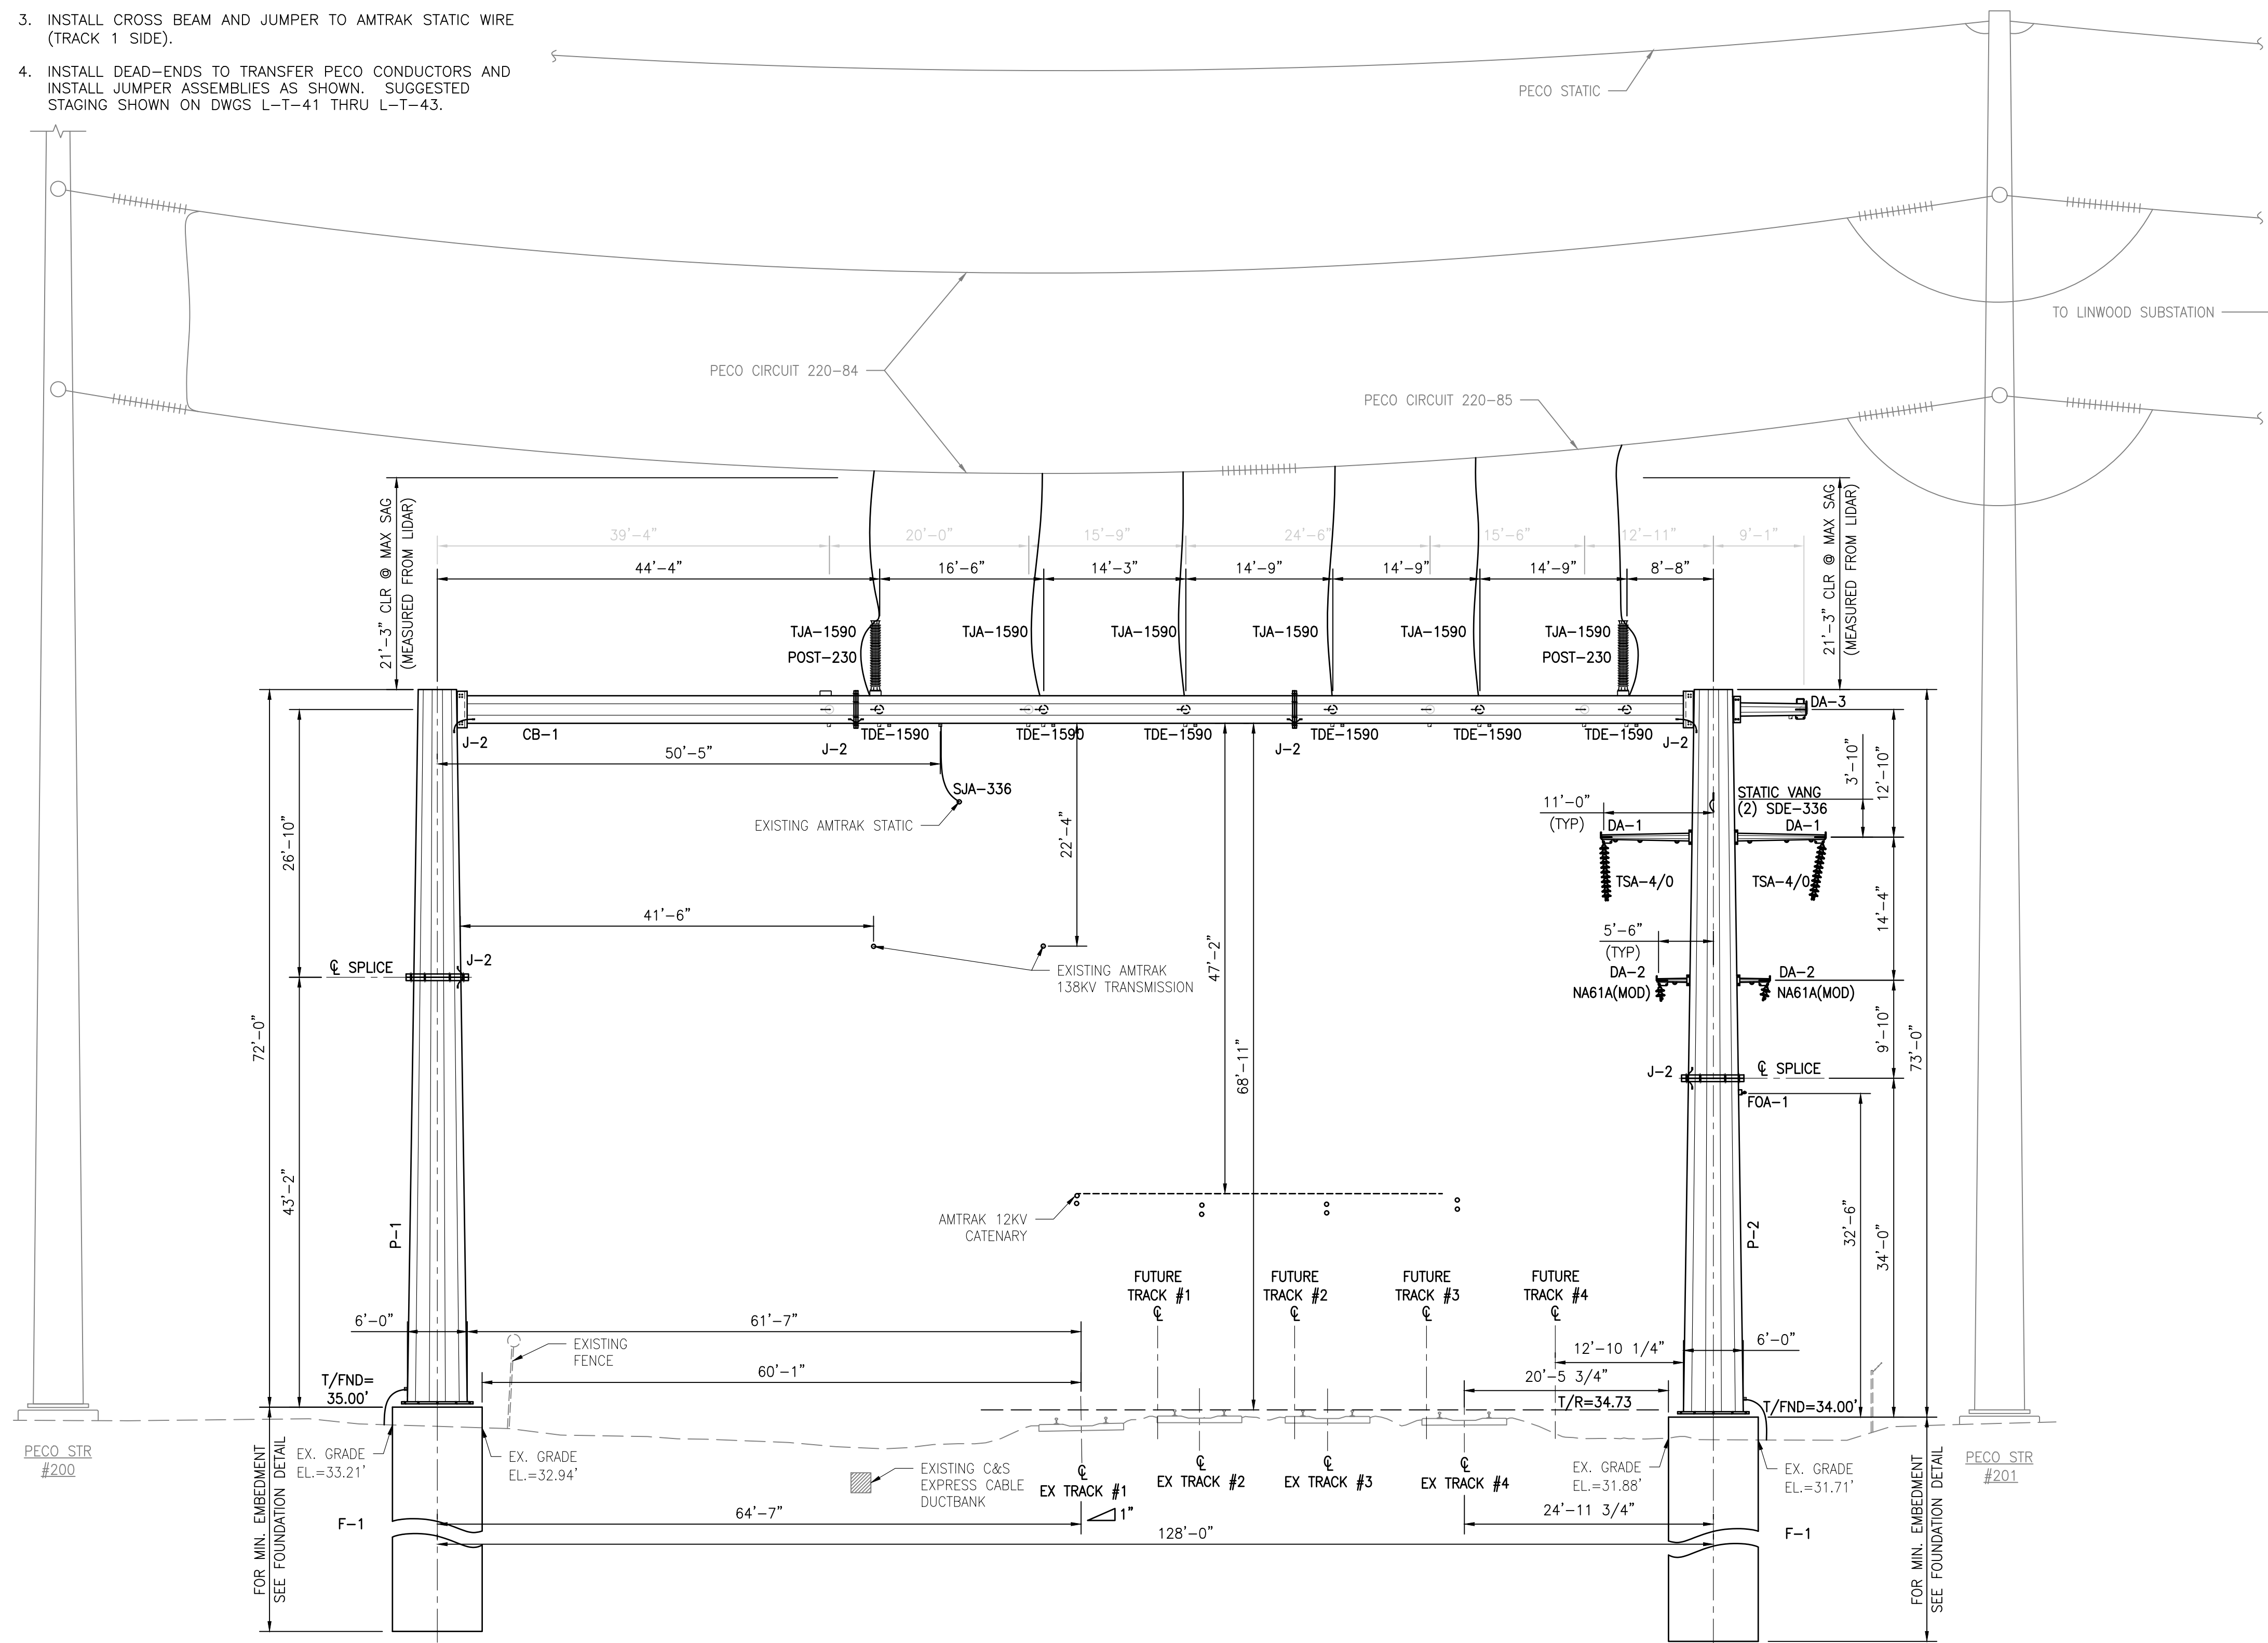 3. INSTALL CROSS BEAM AND JUMPER TO AMTRAK STATIC WIRE
(TRACK 1 SIDE).
4. INSTALL DEAD-ENDS TO TRANSFER PECO CONDUCTORS AND
INSTALL JUMPER ASSEMBLIES AS SHOWN. SUGGESTED
STAGING SHOWN ON DWGS L-T-41 THRU L-T-43.
PECO STATIC
TO LINWOOD SUBSTATION
PECO CIRCUIT 220-84
PECO CIRCUIT 220-85
21'-3" CLR @ MAX SAG
(MEASURED FROM LIDAR)
21'-3" CLR @ MAX SAG
(MEASURED FROM LIDAR)
39'-4"
20'-0"
15'-9"
24'-6"
15'-6"
12'-11"
9'-1"
44'-4"
16'-6"
14'-3"
14'-9"
14'-9"
14'-9"
8'-8"
TJA-1590
POST-230
TJA-1590
TJA-1590
TJA-1590
TJA-1590
TJA-1590
POST-230
DA-3
J-2
CB-1
J-2
TDE-1590
TDE-1590
TDE-1590
J-2
TDE-1590
TDE-1590
TDE-1590
J-2
50'-5"
SJA-336
EXISTING AMTRAK STATIC
22'-4"
3'-10"
12'-10"
11'-0"
(TYP)
STATIC VANG
(2) SDE-336
DA-1
DA-1
TSA-4/0
TSA-4/0
26'-10"
41'-6"
14'-4"
5'-6"
(TYP)
DA-2
DA-2
NA61A(MOD)
NA61A(MOD)
℄ SPLICE
J-2
EXISTING AMTRAK
138KV TRANSMISSION
47'-2"
68'-11"
72'-0"
9'-10"
73'-0"
J-2
℄ SPLICE
FOA-1
43'-2"
P-1
AMTRAK 12KV
CATENARY
P-2
32'-6"
34'-0"
FUTURE
TRACK #1
℄
FUTURE
TRACK #2
℄
FUTURE
TRACK #3
℄
FUTURE
TRACK #4
℄
6'-0"
61'-7"
EXISTING
FENCE
12'-10 1/4"
6'-0"
60'-1"
20'-5 3/4"
T/FND=
35.00'
T/R=34.73
T/FND=34.00'
PECO STR
#200
FOR MIN. EMBEDMENT
SEE FOUNDATION DETAIL
EX. GRADE
EL.=33.21'
EX. GRADE
EL.=32.94'
EXISTING C&S
EXPRESS CABLE
DUCTBANK
℄
EX TRACK #1
℄
EX TRACK #2
℄
EX TRACK #3
℄
EX TRACK #4
EX. GRADE
EL.=31.88'
EX. GRADE
EL.=31.71'
FOR MIN. EMBEDMENT
SEE FOUNDATION DETAIL
PECO STR
#201
F-1
64'-7"
1"
24'-11 3/4"
128'-0"
F-1